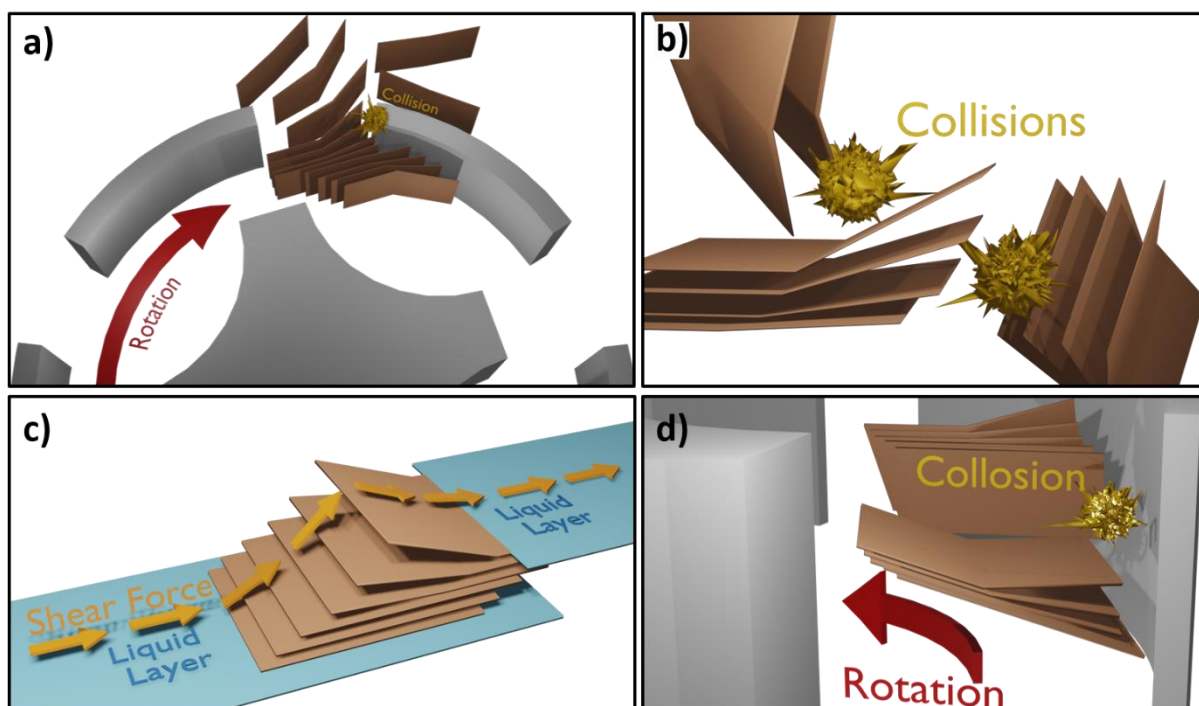 a)
Collision
Rotation
b)
Collisions
c)
Shear Force
Liquid
Layer
Liquid
Layer
d)
Collosion
Rotation